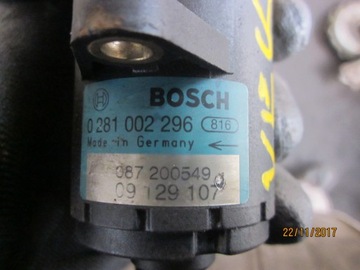 BOSCH
0 281 002 296 816
Made in Germany
087 200549
09 129 107
22/11/2017